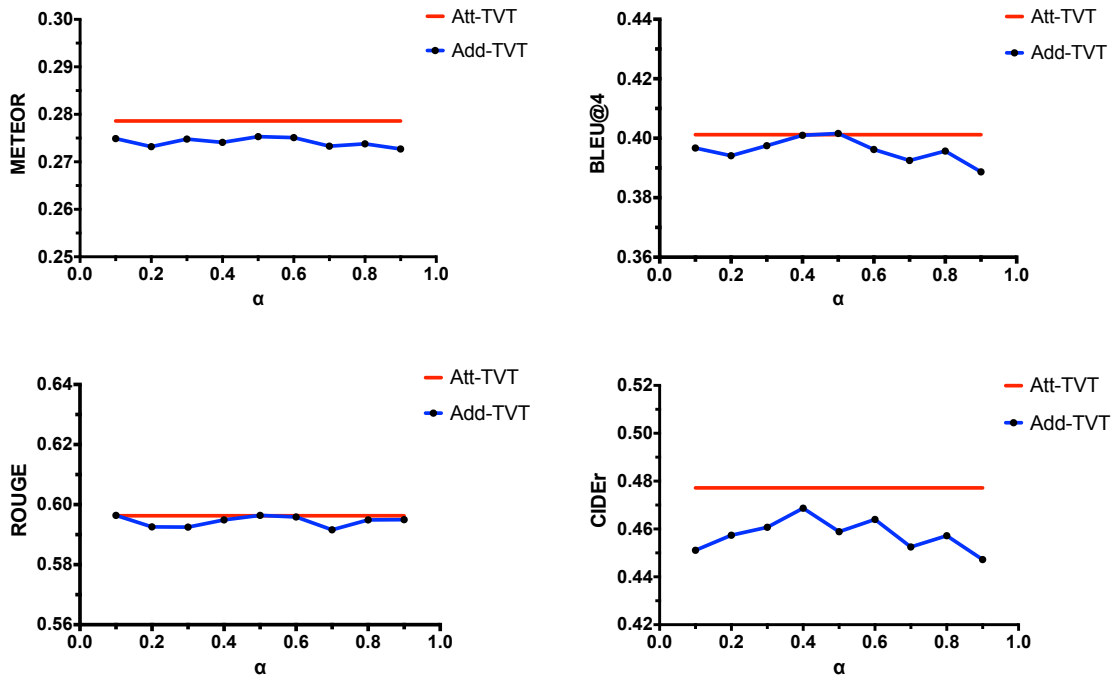 METEOR
0.30
0.29
0.28
0.27
0.26
0.25
0.0 0.2 0.4 0.6 0.8 1.0
α
Att-TVT
Add-TVT
BLEU@4
0.44
0.42
0.40
0.38
0.36
0.0 0.2 0.4 0.6 0.8 1.0
α
Att-TVT
Add-TVT
ROUGE
0.64
0.62
0.60
0.58
0.56
0.0 0.2 0.4 0.6 0.8 1.0
α
Att-TVT
Add-TVT
CIDEr
0.52
0.50
0.48
0.46
0.44
0.42
0.0 0.2 0.4 0.6 0.8 1.0
α
Att-TVT
Add-TVT